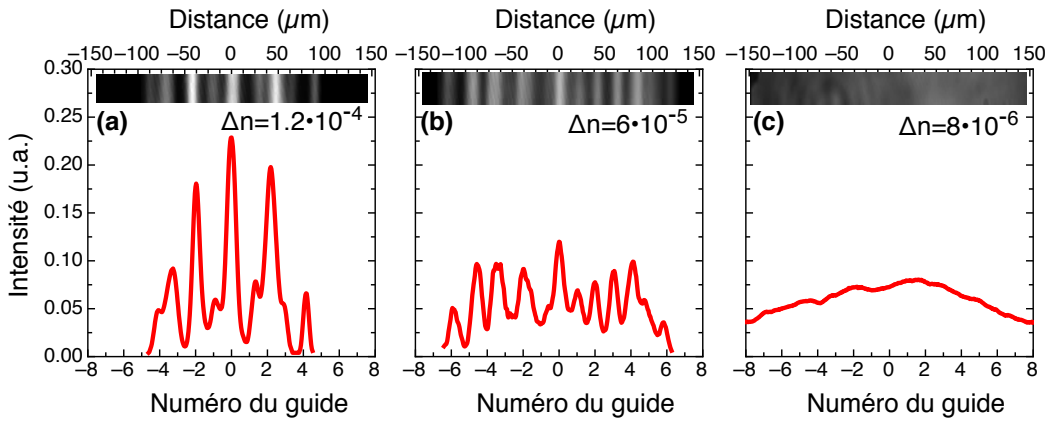 Distance (µm) Distance (µm) Distance (µm)
−150 −100 −50 0 50 100 150 −150 −100 −50 0 50 100 150 −150 −100 −50 0 50 100 150
0.30
0.25
0.20
0.15
0.10
0.05
0.00
Intensité (u.a.)
(a) Δn=1.2•10⁻⁴
(b) Δn=6•10⁻⁵
(c) Δn=8•10⁻⁶
−8 −6 −4 −2 0 2 4 6 8 −8 −6 −4 −2 0 2 4 6 8 −8 −6 −4 −2 0 2 4 6 8
Numéro du guide Numéro du guide Numéro du guide